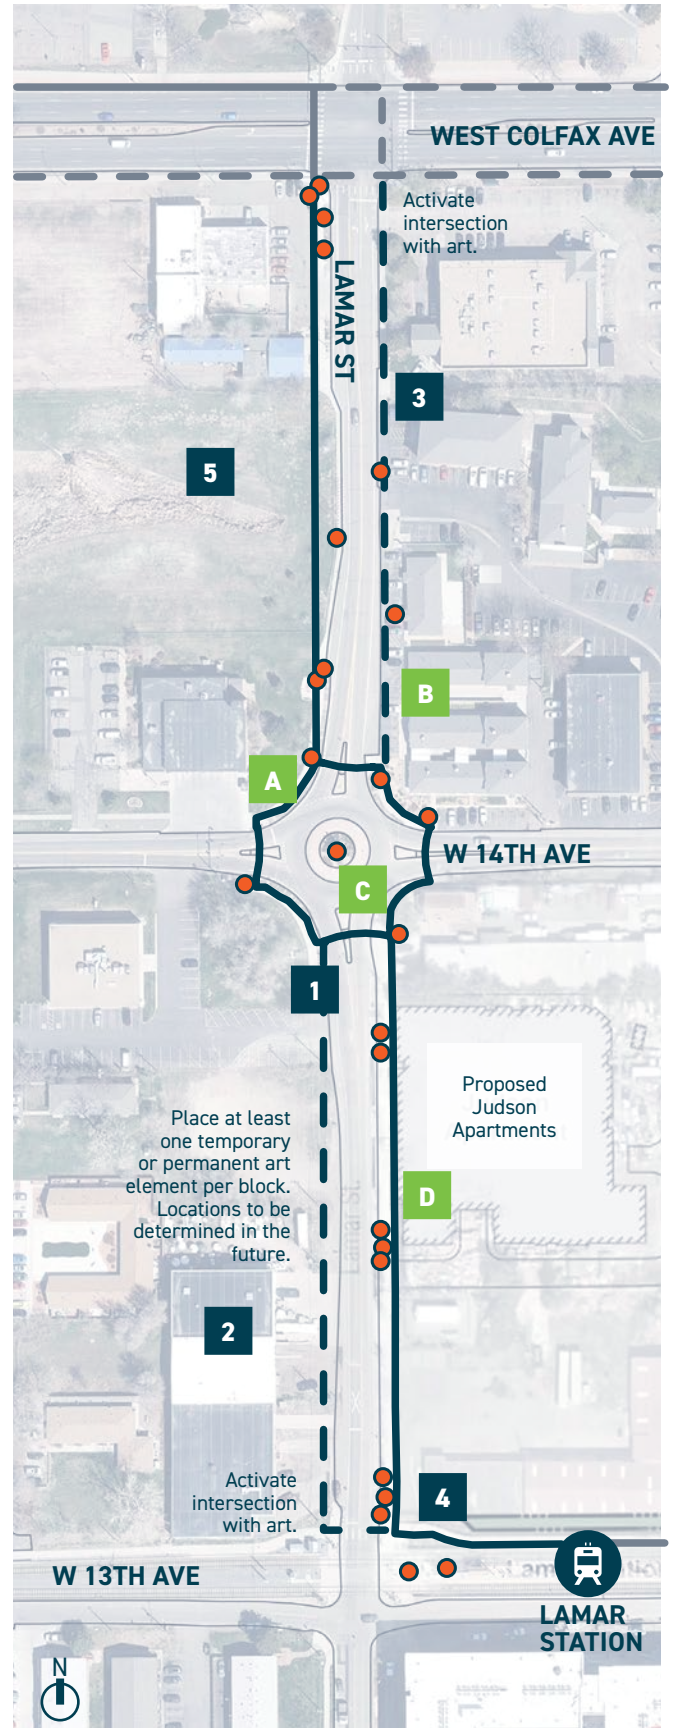 WEST COLFAX AVE
Activate
intersection
with art.
LAMAR ST
3
5
B
A
W 14TH AVE
C
1
Proposed
Judson
Apartments
Place at least
one temporary
or permanent art
element per block.
Locations to be
determined in the
future.
D
2
Activate
intersection
with art.
4
W 13TH AVE
LAMAR
STATION
N